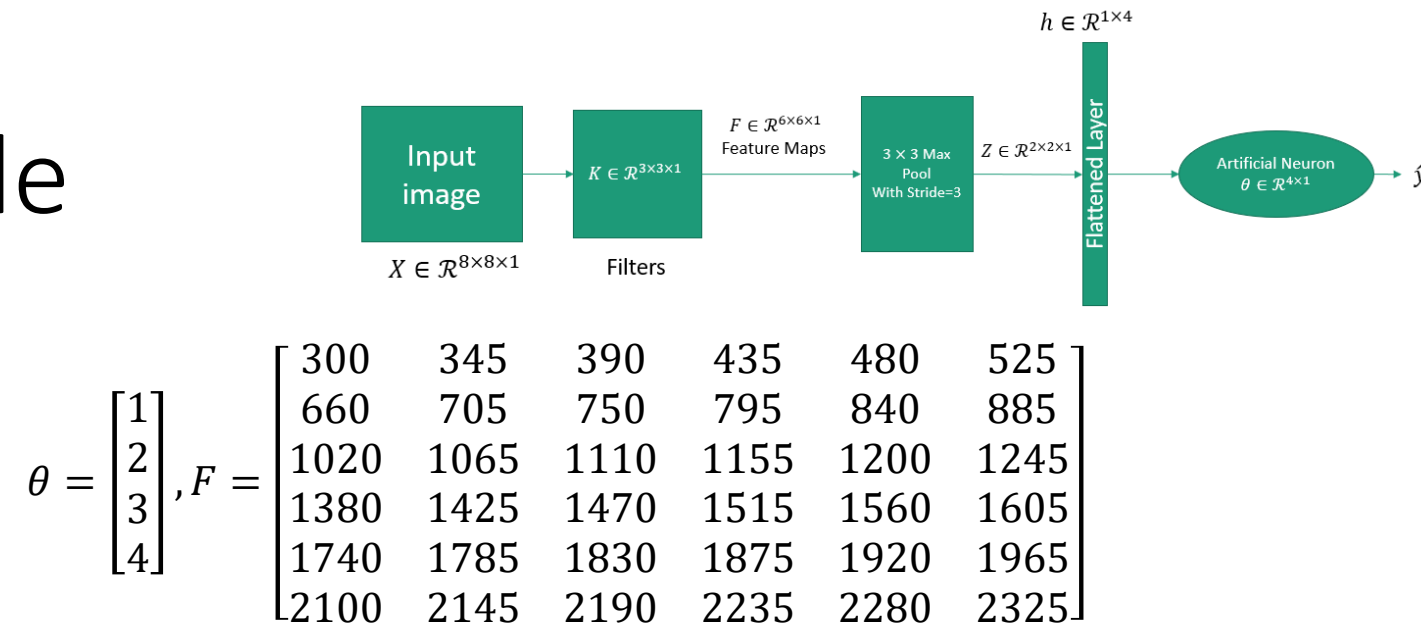 le
h ∈ ℛ^{1×4}
Input
image
X ∈ ℛ^{8×8×1}
K ∈ ℛ^{3×3×1}
Filters
F ∈ ℛ^{6×6×1}
Feature Maps
3 × 3 Max
Pool
With Stride=3
Z ∈ ℛ^{2×2×1}
Flattened Layer
Artificial Neuron
θ ∈ ℛ^{4×1}
θ = [1 2 3 4], F =
300 345 390 435 480 525
660 705 750 795 840 885
1020 1065 1110 1155 1200 1245
1380 1425 1470 1515 1560 1605
1740 1785 1830 1875 1920 1965
2100 2145 2190 2235 2280 2325